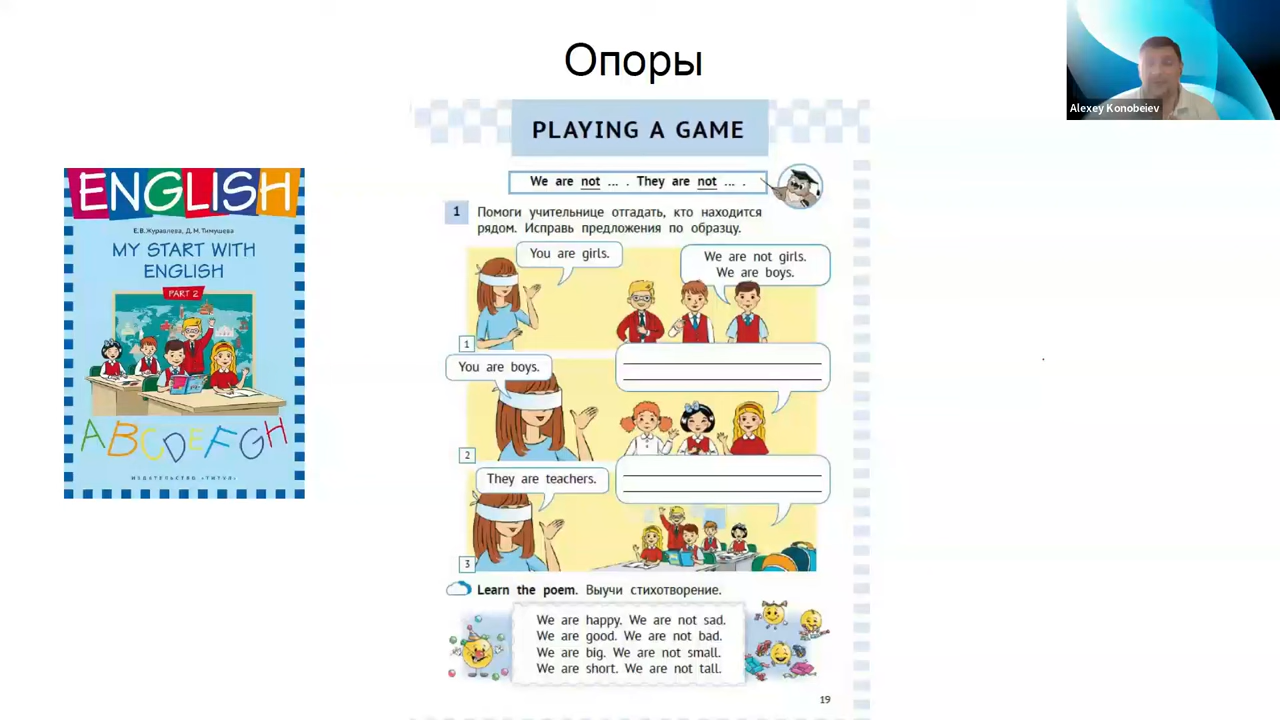 Опоры
Alexey Konobeiev
ENGLISH
Е.В.Журавлева, Д.М.Тимушева
MY START WITH
ENGLISH
PART 2
ABCDEFGH
ИЗДАТЕЛЬСТВО «ТИТУЛ»
PLAYING A GAME
We are not ... . They are not ... .
1 Помоги учительнице отгадать, кто находится
рядом. Исправь предложения по образцу.
You are girls.
We are not girls.
We are boys.
1
You are boys.
2
They are teachers.
3
Learn the poem. Выучи стихотворение.
We are happy. We are not sad.
We are good. We are not bad.
We are big. We are not small.
We are short. We are not tall.
19